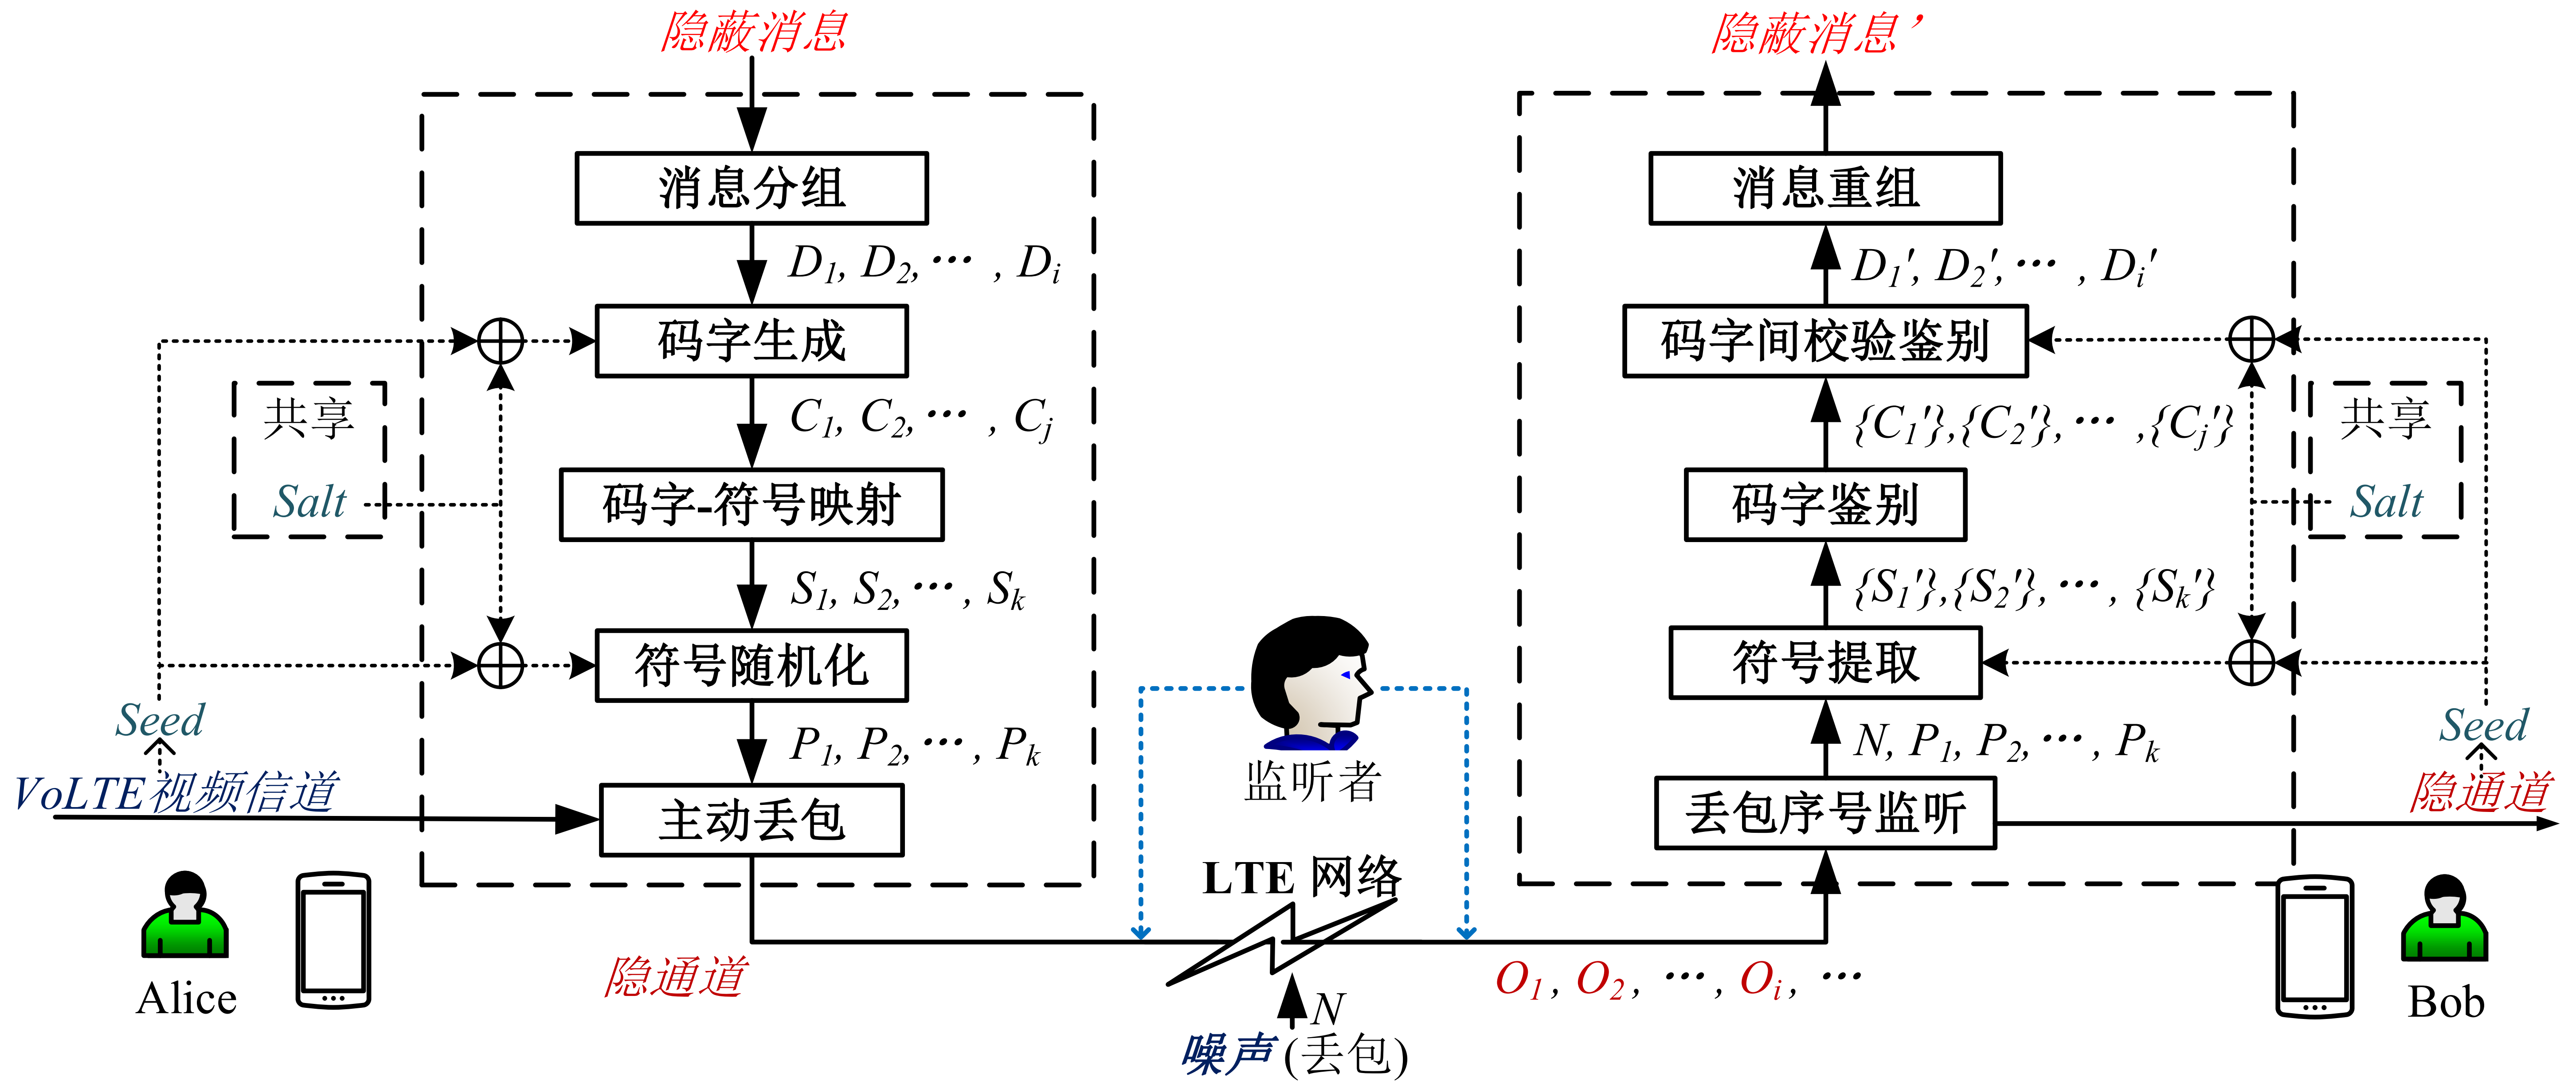 隐蔽消息
消息分组
D1, D2, ⋯ , Di
码字生成
C1, C2, ⋯ , Cj
码字-符号映射
S1, S2, ⋯, Sk
符号随机化
P1, P2, ⋯, Pk
主动丢包
共享
Salt
Seed
VoLTE视频信道
Alice
隐通道
监听者
LTE 网络
N
噪声 (丢包)
O1, O2, ⋯, Oi, ⋯
隐蔽消息’
消息重组
D1', D2', ⋯ , Di'
码字间校验鉴别
{C1'},{C2'}, ⋯ ,{Cj'}
码字鉴别
{S1'},{S2'}, ⋯, {Sk'}
符号提取
N, P1, P2, ⋯, Pk
丢包序号监听
共享
Salt
Seed
隐通道
Bob